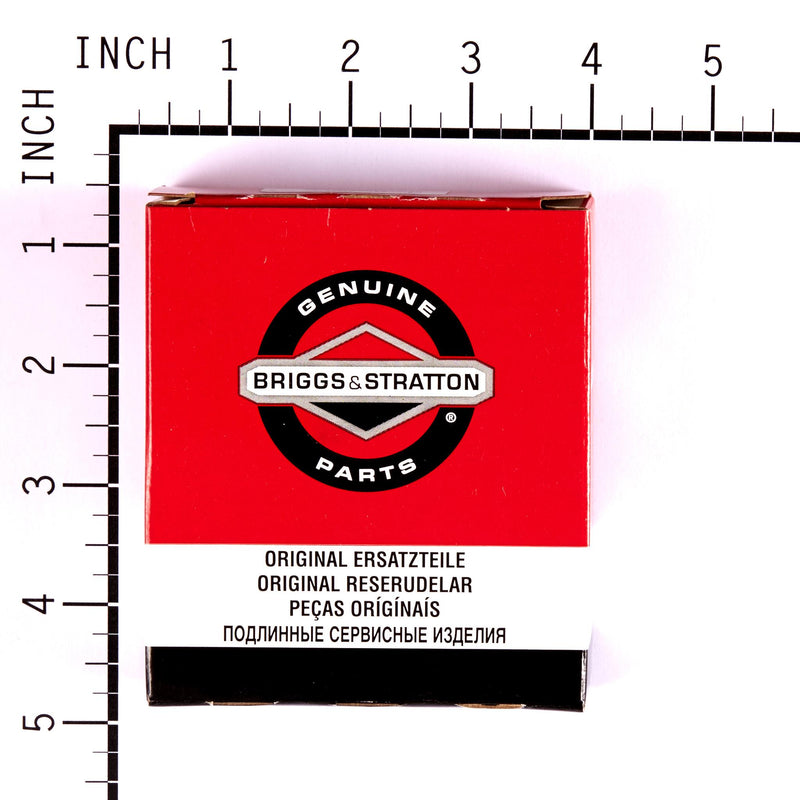 INCH 1 2 3 4 5
INCH
1
2
3
4
5
GENUINE
BRIGGS & STRATTON
®
PARTS
ORIGINAL ERSATZTEILE
ORIGINAL RESERUDELAR
PEÇAS ORÍGÍNAÍS
ПОДЛИННЫЕ СЕРВИСНЫЕ ИЗДЕЛИЯ